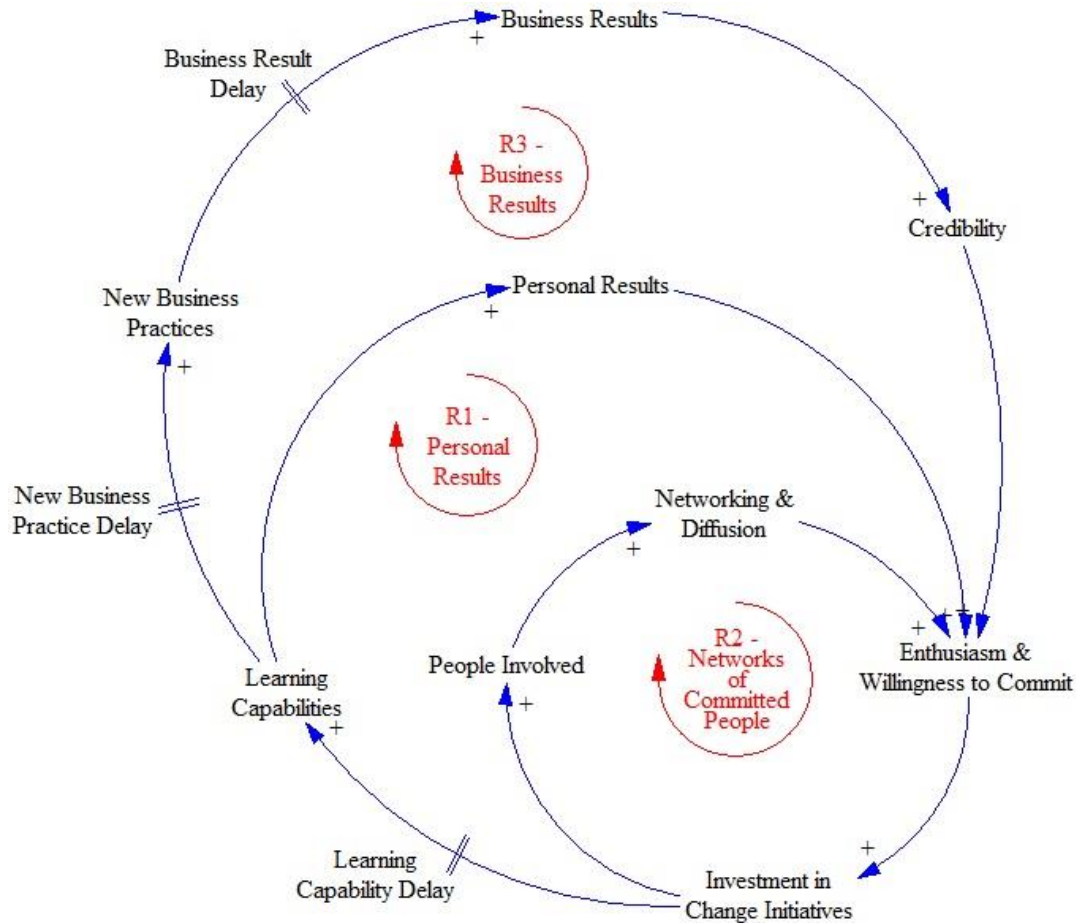 Business Results
+
Business Result
Delay
R3 -
Business
Results
+
Credibility
New Business
Practices
+
Personal Results
+
R1 -
Personal
Results
New Business
Practice Delay
Networking &
Diffusion
+
+
+
+
R2 -
Networks
of
Committed
People
People Involved
+
Enthusiasm &
Willingness to Commit
Learning
Capabilities
+
Learning
Capability Delay
+
Investment in
Change Initiatives